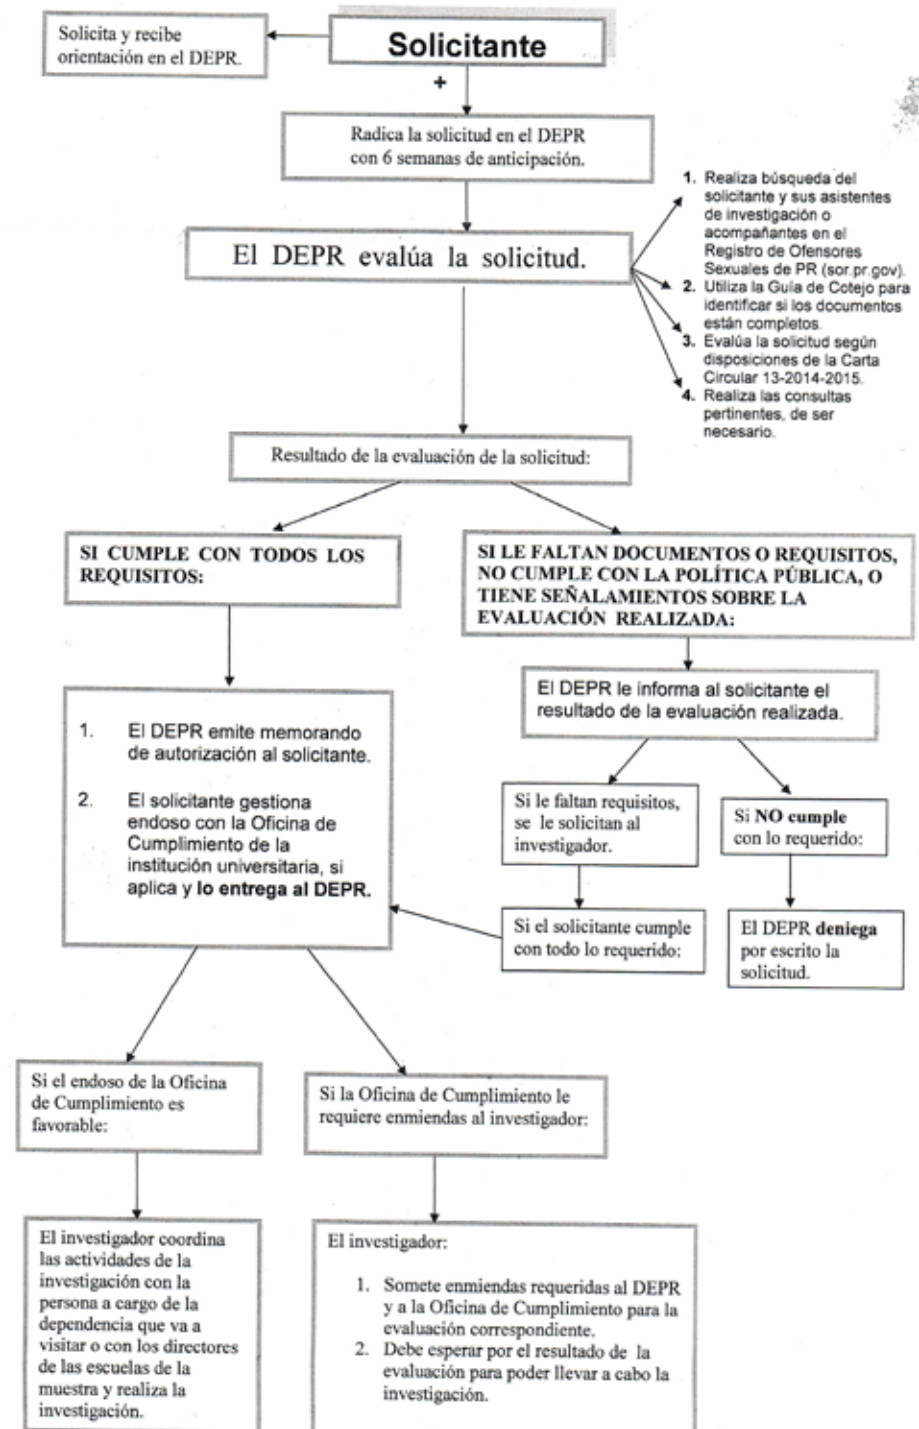 Solicita y recibe
orientación en el DEPR.
Solicitante
+
Radica la solicitud en el DEPR
con 6 semanas de anticipación.
El DEPR evalúa la solicitud.
1. Realiza búsqueda del
solicitante y sus asistentes
de investigación o
acompañantes en el
Registro de Ofensores
Sexuales de PR (sor.pr.gov).
2. Utiliza la Guía de Cotejo para
identificar si los documentos
están completos.
3. Evalúa la solicitud según
disposiciones de la Carta
Circular 13-2014-2015.
4. Realiza las consultas
pertinentes, de ser
necesario.
Resultado de la evaluación de la solicitud:
SI CUMPLE CON TODOS LOS
REQUISITOS:
SI LE FALTAN DOCUMENTOS O REQUISITOS,
NO CUMPLE CON LA POLÍTICA PÚBLICA, O
TIENE SEÑALAMIENTOS SOBRE LA
EVALUACIÓN REALIZADA:
1. El DEPR emite memorando
de autorización al solicitante.
2. El solicitante gestiona
endoso con la Oficina de
Cumplimiento de la
institución universitaria, si
aplica y lo entrega al DEPR.
El DEPR le informa al solicitante el
resultado de la evaluación realizada.
Si le faltan requisitos,
se le solicitan al
investigador.
Si NO cumple
con lo requerido:
Si el solicitante cumple
con todo lo requerido:
El DEPR deniega
por escrito la
solicitud.
Si el endoso de la Oficina
de Cumplimiento es
favorable:
Si la Oficina de Cumplimiento le
requiere enmiendas al investigador:
El investigador coordina
las actividades de la
investigación con la
persona a cargo de la
dependencia que va a
visitar o con los directores
de las escuelas de la
muestra y realiza la
investigación.
El investigador:
1. Somete enmiendas requeridas al DEPR
y a la Oficina de Cumplimiento para la
evaluación correspondiente.
2. Debe esperar por el resultado de la
evaluación para poder llevar a cabo la
investigación.